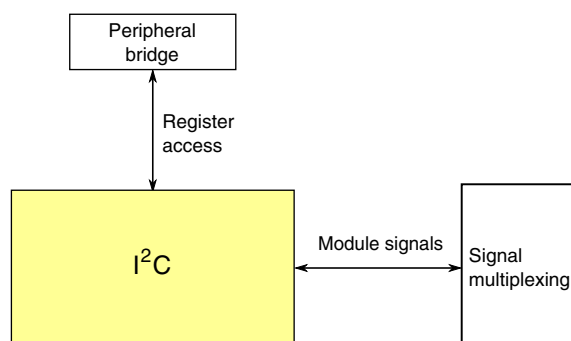 Peripheral
bridge
Register
access
I²C
Module signals
Signal
multiplexing